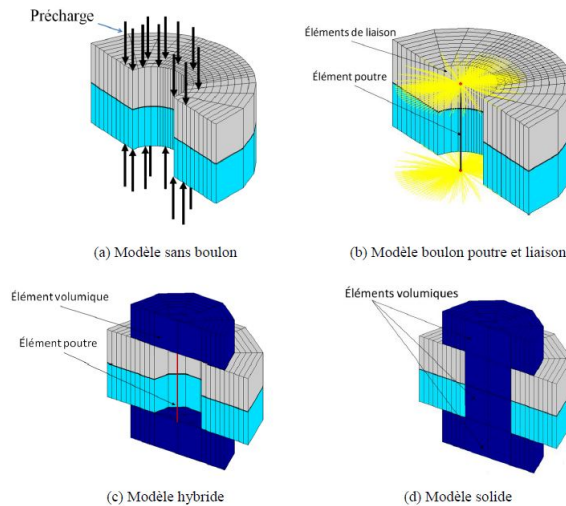 Précharge
Éléments de liaison
Élément poutre
(a) Modèle sans boulon
(b) Modèle boulon poutre et liaison
Élément volumique
Élément poutre
Éléments volumiques
(c) Modèle hybride
(d) Modèle solide